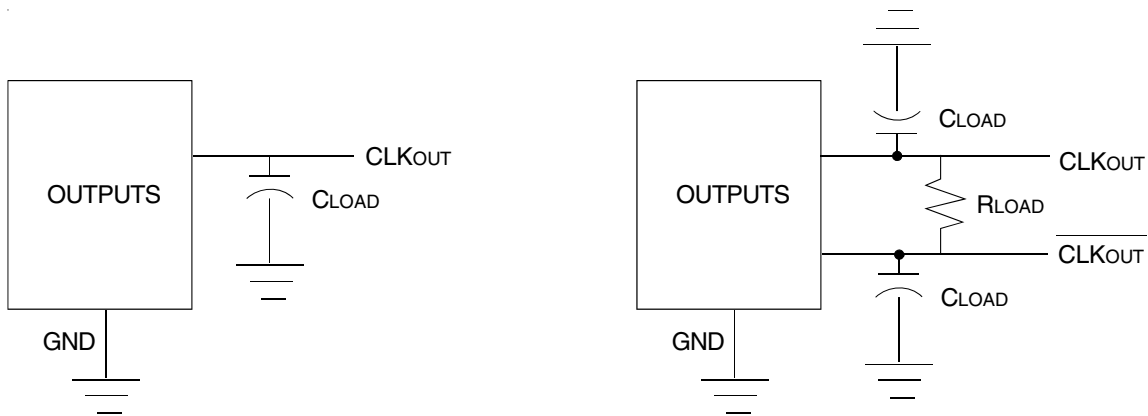 OUTPUTS
CLKOUT
CLOAD
GND
CLOAD
CLKOUT
OUTPUTS
RLOAD
CLKOUT
CLOAD
GND